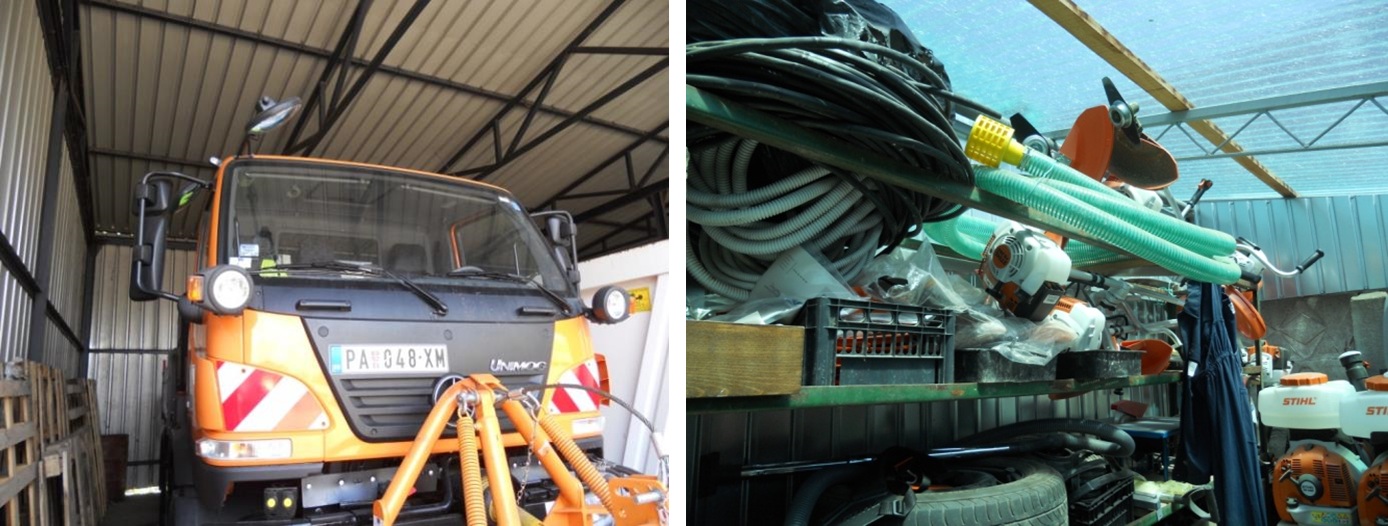 PA 048-XM
UNIMOG
STIHL
STIHL